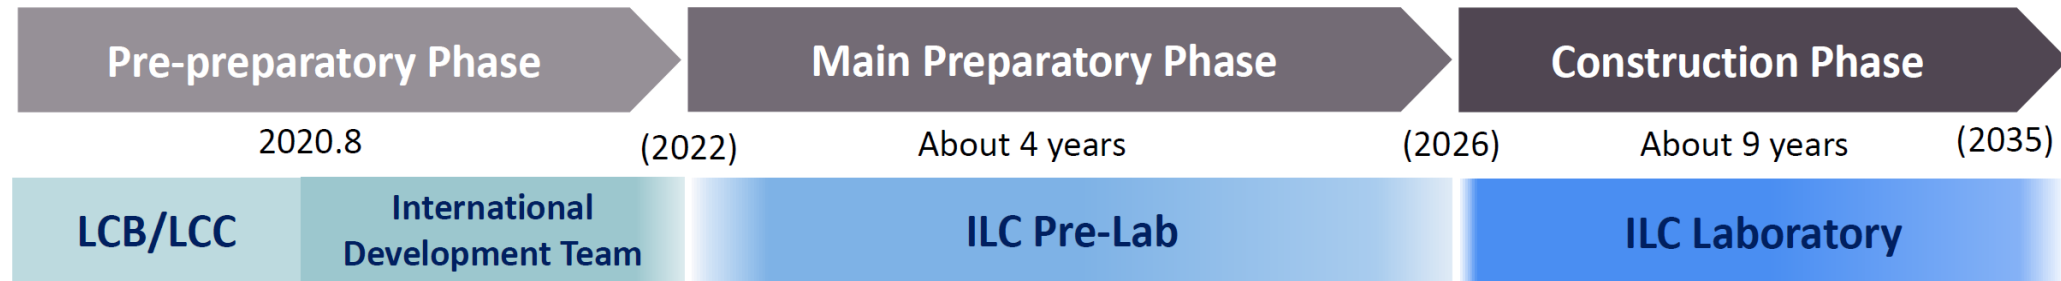 Pre-preparatory Phase
Main Preparatory Phase
Construction Phase
2020.8
(2022)
About 4 years
(2026)
About 9 years
(2035)
LCB/LCC
International
Development Team
ILC Pre-Lab
ILC Laboratory